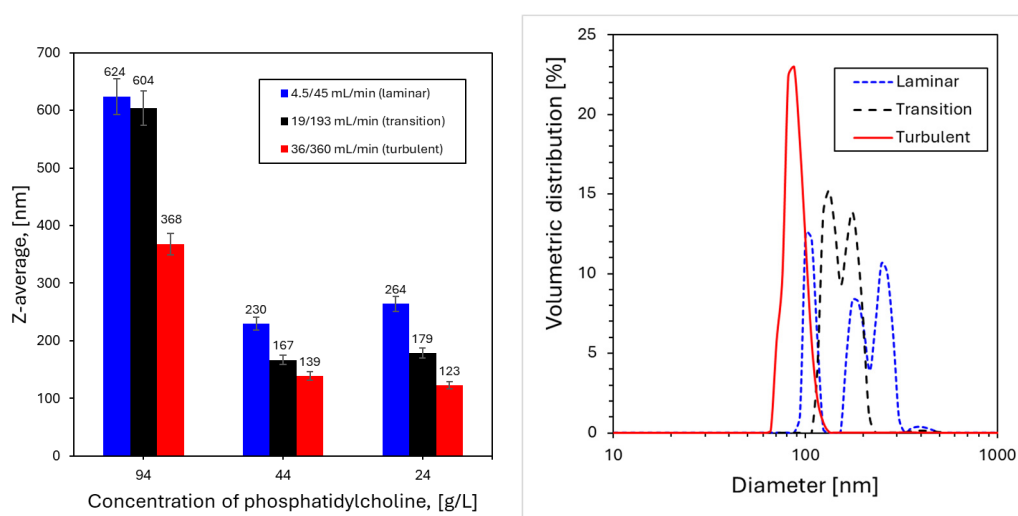 700
600
500
400
300
200
100
0
Z-average, [nm]
624
604
368
230
167
139
264
179
123
4.5/45 mL/min (laminar)
19/193 mL/min (transition)
36/360 mL/min (turbulent)
94 44 24
Concentration of phosphatidylcholine, [g/L]
25
20
15
10
5
0
Volumetric distribution [%]
Laminar
Transition
Turbulent
10 100 1000
Diameter [nm]